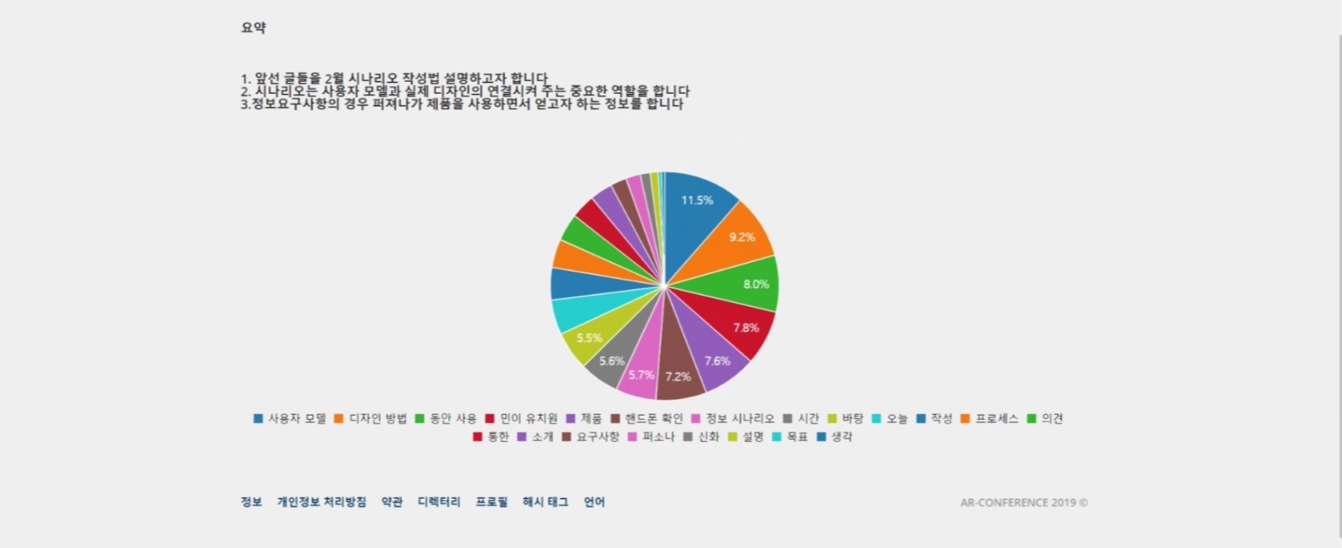 요약
1. 앞선 글들을 2월 시나리오 작성법 설명하고자 합니다
2. 시나리오는 사용자 모델과 실제 디자인의 연결시켜 주는 중요한 역할을 합니다
3.정보요구사항의 경우 퍼져나가 제품을 사용하면서 얻고자 하는 정보를 합니다
11.5%
9.2%
8.0%
7.8%
7.6%
7.2%
5.7%
5.6%
5.5%
사용자 모델 디자인 방법 동안 사용 민이 유치원 제품 핸드폰 확인 정보 시나리오 시간 바탕 오늘 작성 프로세스 의견
통한 소개 요구사항 퍼소나 신화 설명 목표 생각
정보 개인정보 처리방침 약관 디렉터리 프로필 해시 태그 언어 AR-CONFERENCE 2019 ©